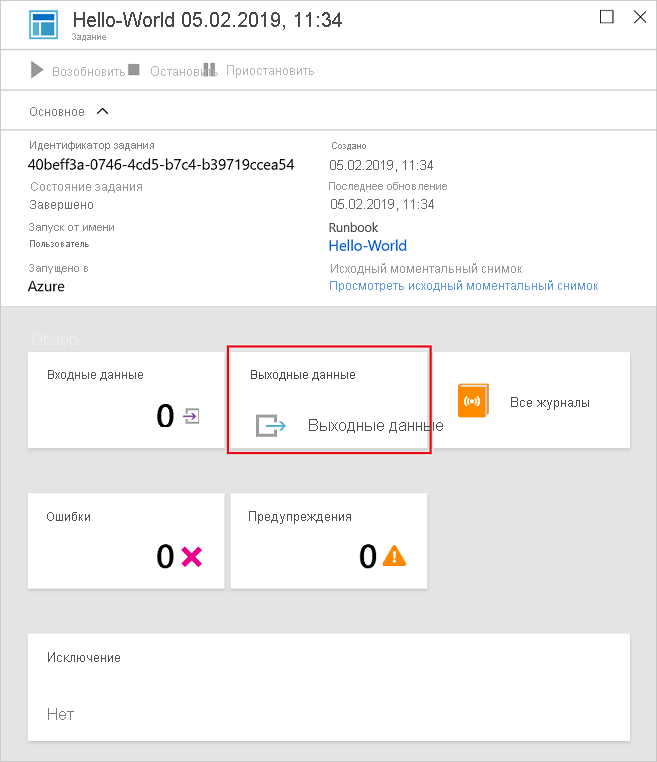 Hello-World 05.02.2019, 11:34
Задание
Возобновить Остановить Приостановить
Основное
Идентификатор задания
40beff3a-0746-4cd5-b7c4-b39719ccea54
Состояние задания
Завершено
Запуск от имени
Пользователь
Запущено в
Azure
Создано
05.02.2019, 11:34
Последнее обновление
05.02.2019, 11:34
Runbook
Hello-World
Исходный моментальный снимок
Просмотреть исходный моментальный снимок
Обзор
Входные данные
0
Выходные данные
Выходные данные
Все журналы
Ошибки
0
Предупреждения
0
Исключение
Нет